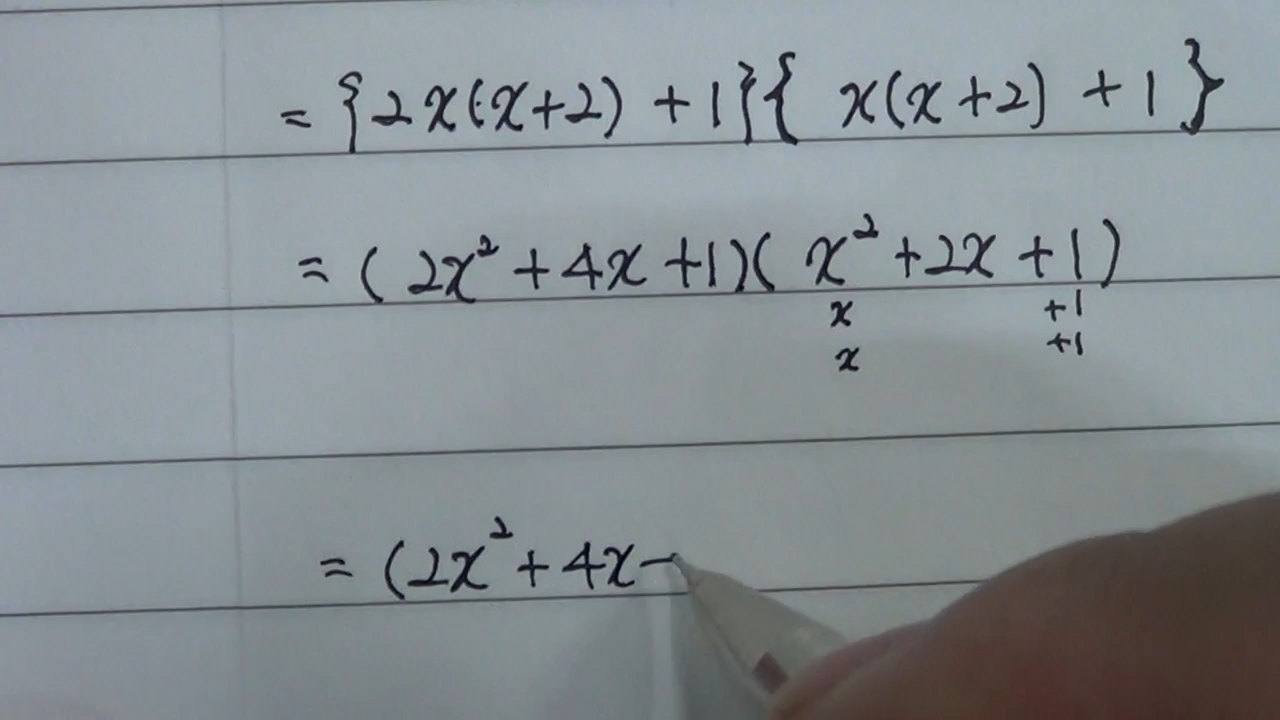 = {2x(x+2) +1}{ x(x+2) +1}
= ( 2x² +4x +1)( x² +2x +1)
x +1
x +1
= (2x² + 4x -